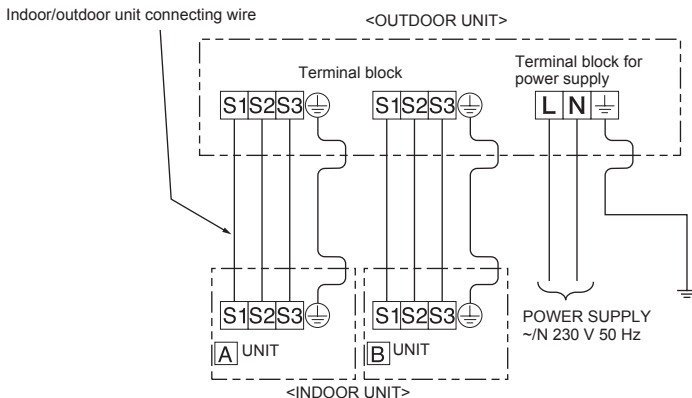 Indoor/outdoor unit connecting wire
<OUTDOOR UNIT>
Terminal block
Terminal block for
power supply
S1 S2 S3
S1 S2 S3
L N
S1 S2 S3
S1 S2 S3
A UNIT
B UNIT
POWER SUPPLY
~/N 230 V 50 Hz
<INDOOR UNIT>